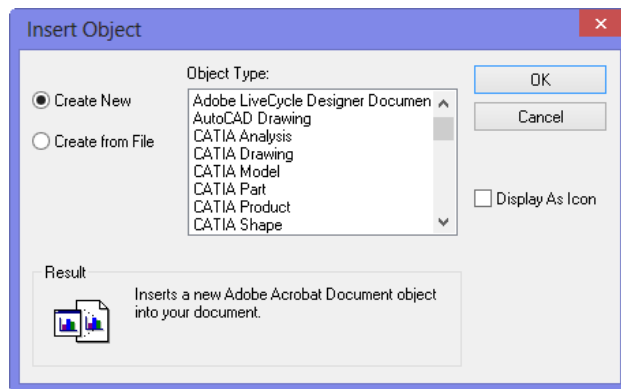 Insert Object
Object Type:
Create New
Create from File
Adobe LiveCycle Designer Documen
AutoCAD Drawing
CATIA Analysis
CATIA Drawing
CATIA Model
CATIA Part
CATIA Product
CATIA Shape
OK
Cancel
Display As Icon
Result
Inserts a new Adobe Acrobat Document object
into your document.